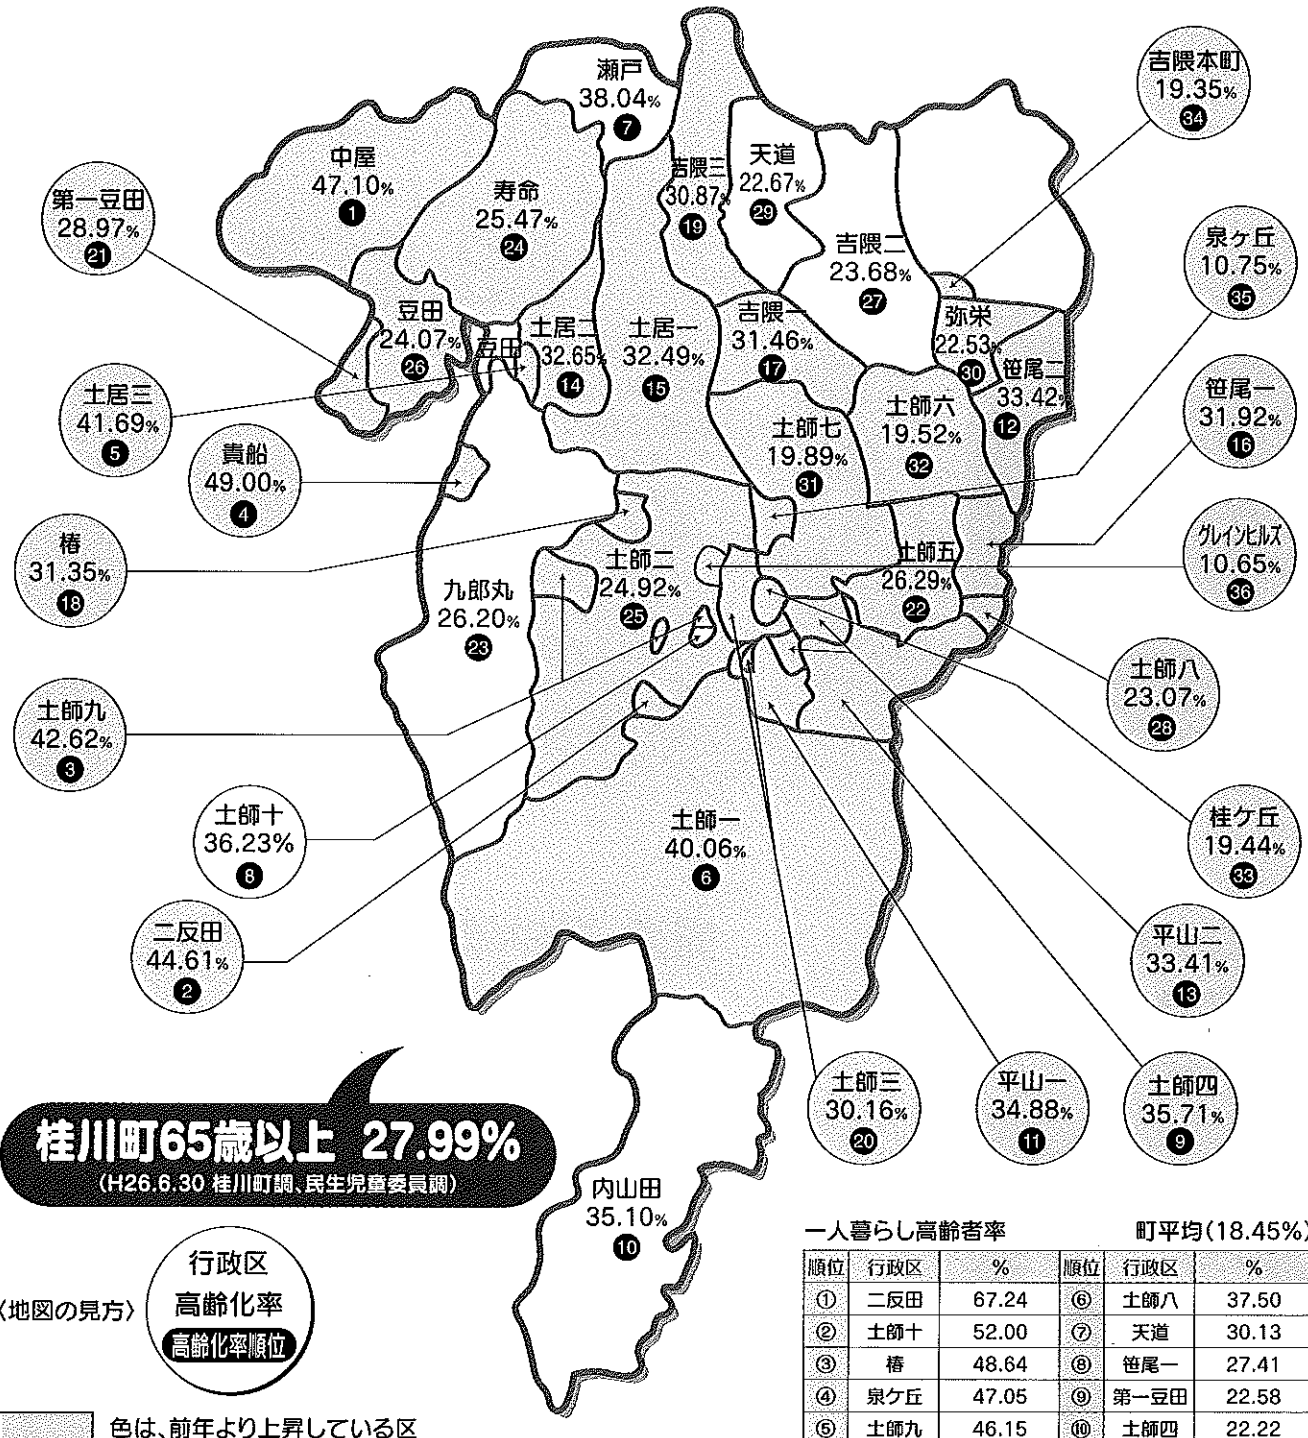 瀬戸
38.04%
7
吉隈本町
19.35%
34
中屋
47.10%
1
寿命
25.47%
24
吉隈三
30.87%
19
天道
22.67%
29
第一豆田
28.97%
21
吉隈二
23.68%
27
泉ヶ丘
10.75%
35
豆田
24.07%
26
豆田
土居二
32.65%
14
土居一
32.49%
15
吉隈一
31.46%
17
弥栄
22.53%
30
笹尾二
33.42%
12
土居三
41.69%
5
笹尾一
31.92%
16
土師六
19.52%
32
土師七
19.89%
31
貴船
49.00%
4
椿
31.35%
18
グレインヒルズ
10.65%
36
土師二
24.92%
25
土師五
26.29%
22
九郎丸
26.20%
23
土師八
23.07%
28
土師九
42.62%
3
土師十
36.23%
8
土師一
40.06%
6
桂ケ丘
19.44%
33
二反田
44.61%
2
平山二
33.41%
13
土師三
30.16%
20
平山一
34.88%
11
土師四
35.71%
9
桂川町65歳以上 27.99%
(H26.6.30 桂川町調、民生児童委員調)
内山田
35.10%
10
〈地図の見方〉
行政区
高齢化率
高齢化率順位
色は、前年より上昇している区
一人暮らし高齢者率 町平均(18.45%)
順位 行政区 % 順位 行政区 %
① 二反田 67.24 ⑥ 土師八 37.50
② 土師十 52.00 ⑦ 天道 30.13
③ 椿 48.64 ⑧ 笹尾一 27.41
④ 泉ケ丘 47.05 ⑨ 第一豆田 22.58
⑤ 土師九 46.15 ⑩ 土師四 22.22